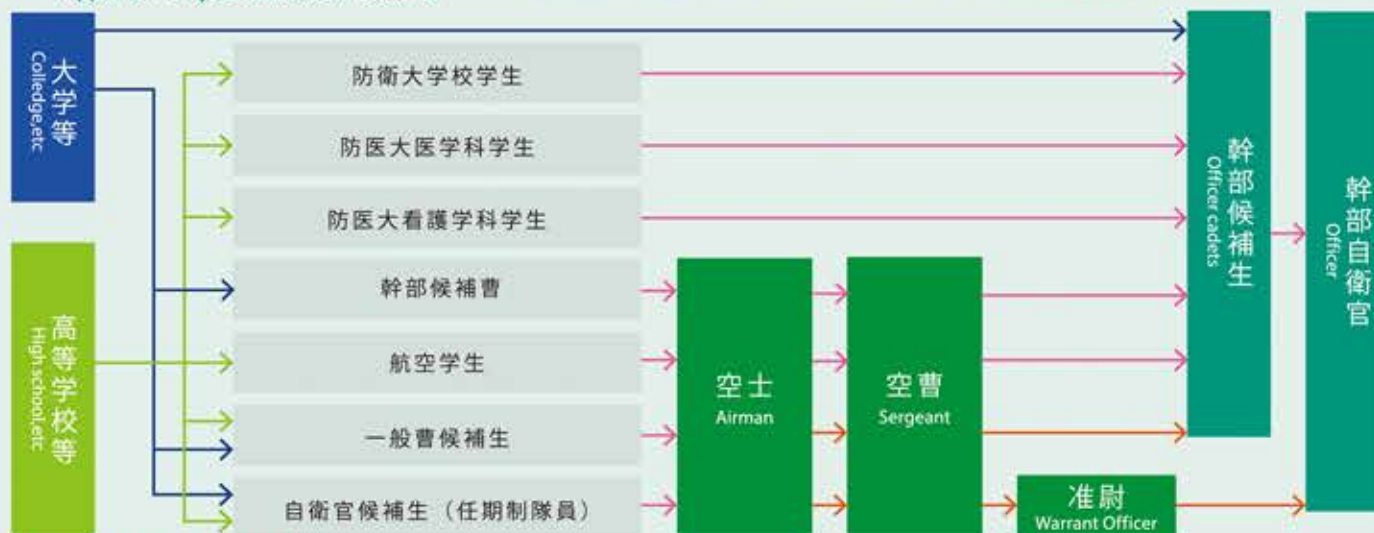 大学等
Colledge,etc
高等学校等
High school,etc
防衛大学校学生
防医大医学科学生
防医大看護学科学生
幹部候補曹
航空学生
一般曹候補生
自衛官候補生（任期制隊員）
空士
Airman
空曹
Sergeant
准尉
Warrant Officer
幹部候補生
Officer cadets
幹部自衛官
Officer